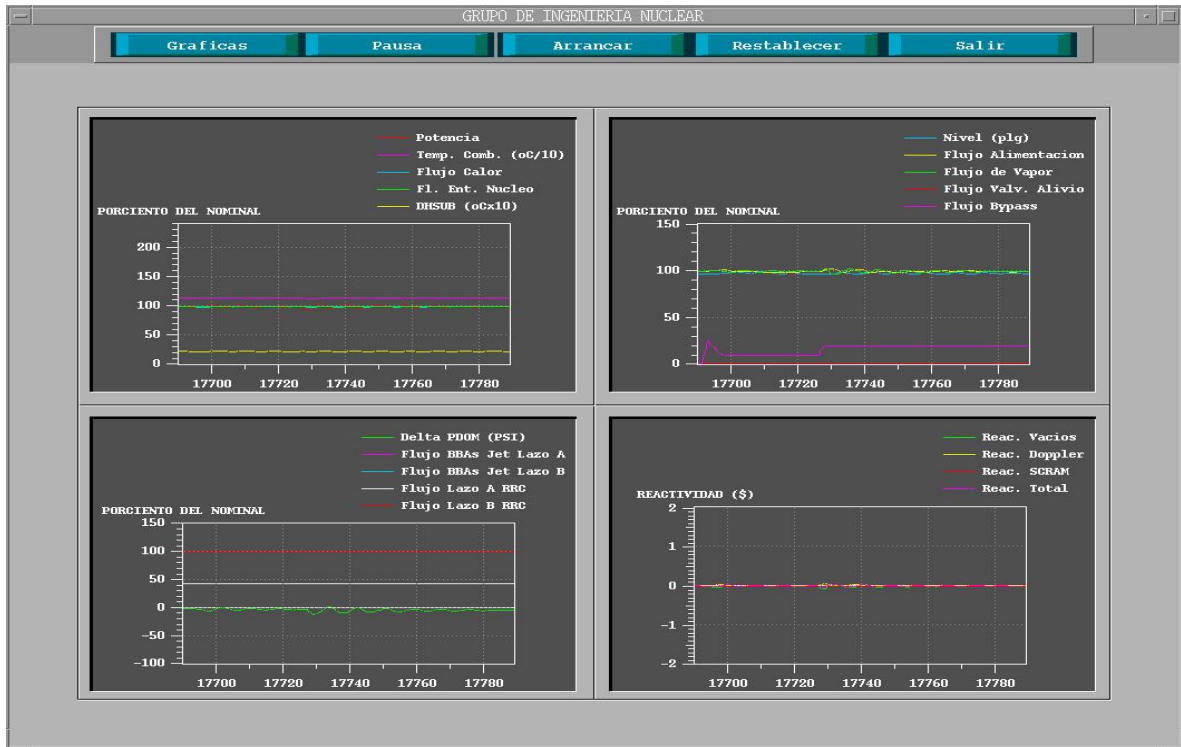 GRUPO DE INGENIERIA NUCLEAR
Graficas Pausa Arrancar Restablecer Salir
Potencia
Temp. Comb. (oC/10)
Flujo Calor
Fl. Ent. Nucleo
DHSUB (oCx10)
PORCIENTO DEL NOMINAL
200
150
100
50
0
17700 17720 17740 17760 17780
Nivel (plg)
Flujo Alimentacion
Flujo de Vapor
Flujo Valv. Alivio
Flujo Bypass
PORCIENTO DEL NOMINAL
150
100
50
0
17700 17720 17740 17760 17780
Delta PDOM (PSI)
Flujo BBAs Jet Lazo A
Flujo BBAs Jet Lazo B
Flujo Lazo A RRC
Flujo Lazo B RRC
PORCIENTO DEL NOMINAL
150
100
50
0
-50
-100
17700 17720 17740 17760 17780
Reac. Vacios
Reac. Doppler
Reac. SCRAM
Reac. Total
REACTIVIDAD ($)
2
1
0
-1
-2
17700 17720 17740 17760 17780